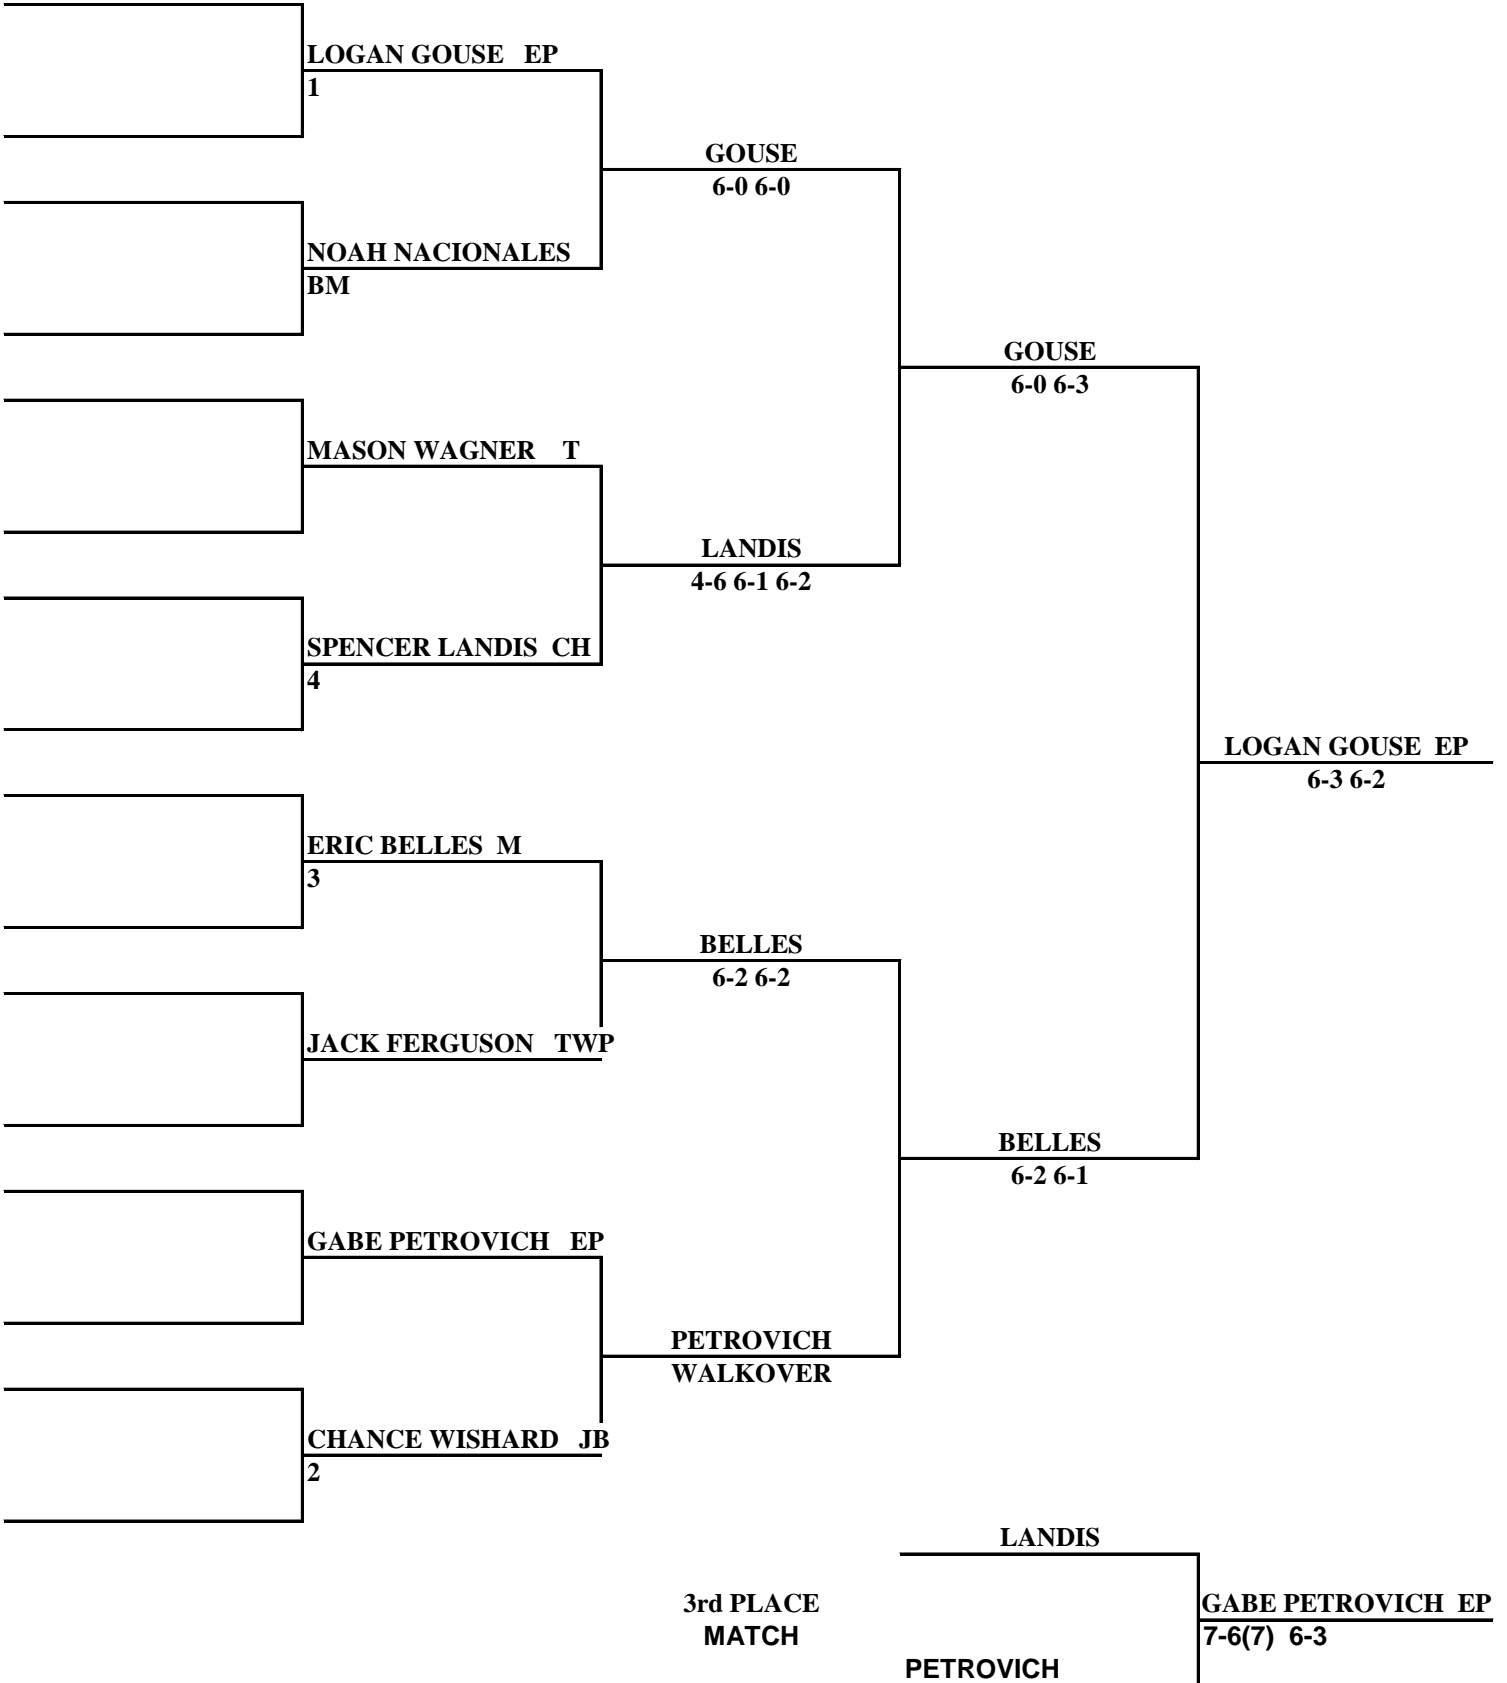 LOGAN GOUSE EP
1
GOUSE
6-0 6-0
NOAH NACIONALES
BM
GOUSE
6-0 6-3
MASON WAGNER T
LANDIS
4-6 6-1 6-2
SPENCER LANDIS CH
4
LOGAN GOUSE EP
6-3 6-2
ERIC BELLES M
3
BELLES
6-2 6-2
JACK FERGUSON TWP
BELLES
6-2 6-1
GABE PETROVICH EP
PETROVICH
WALKOVER
CHANCE WISHARD JB
2
LANDIS
3rd PLACE
MATCH
GABE PETROVICH EP
7-6(7) 6-3
PETROVICH